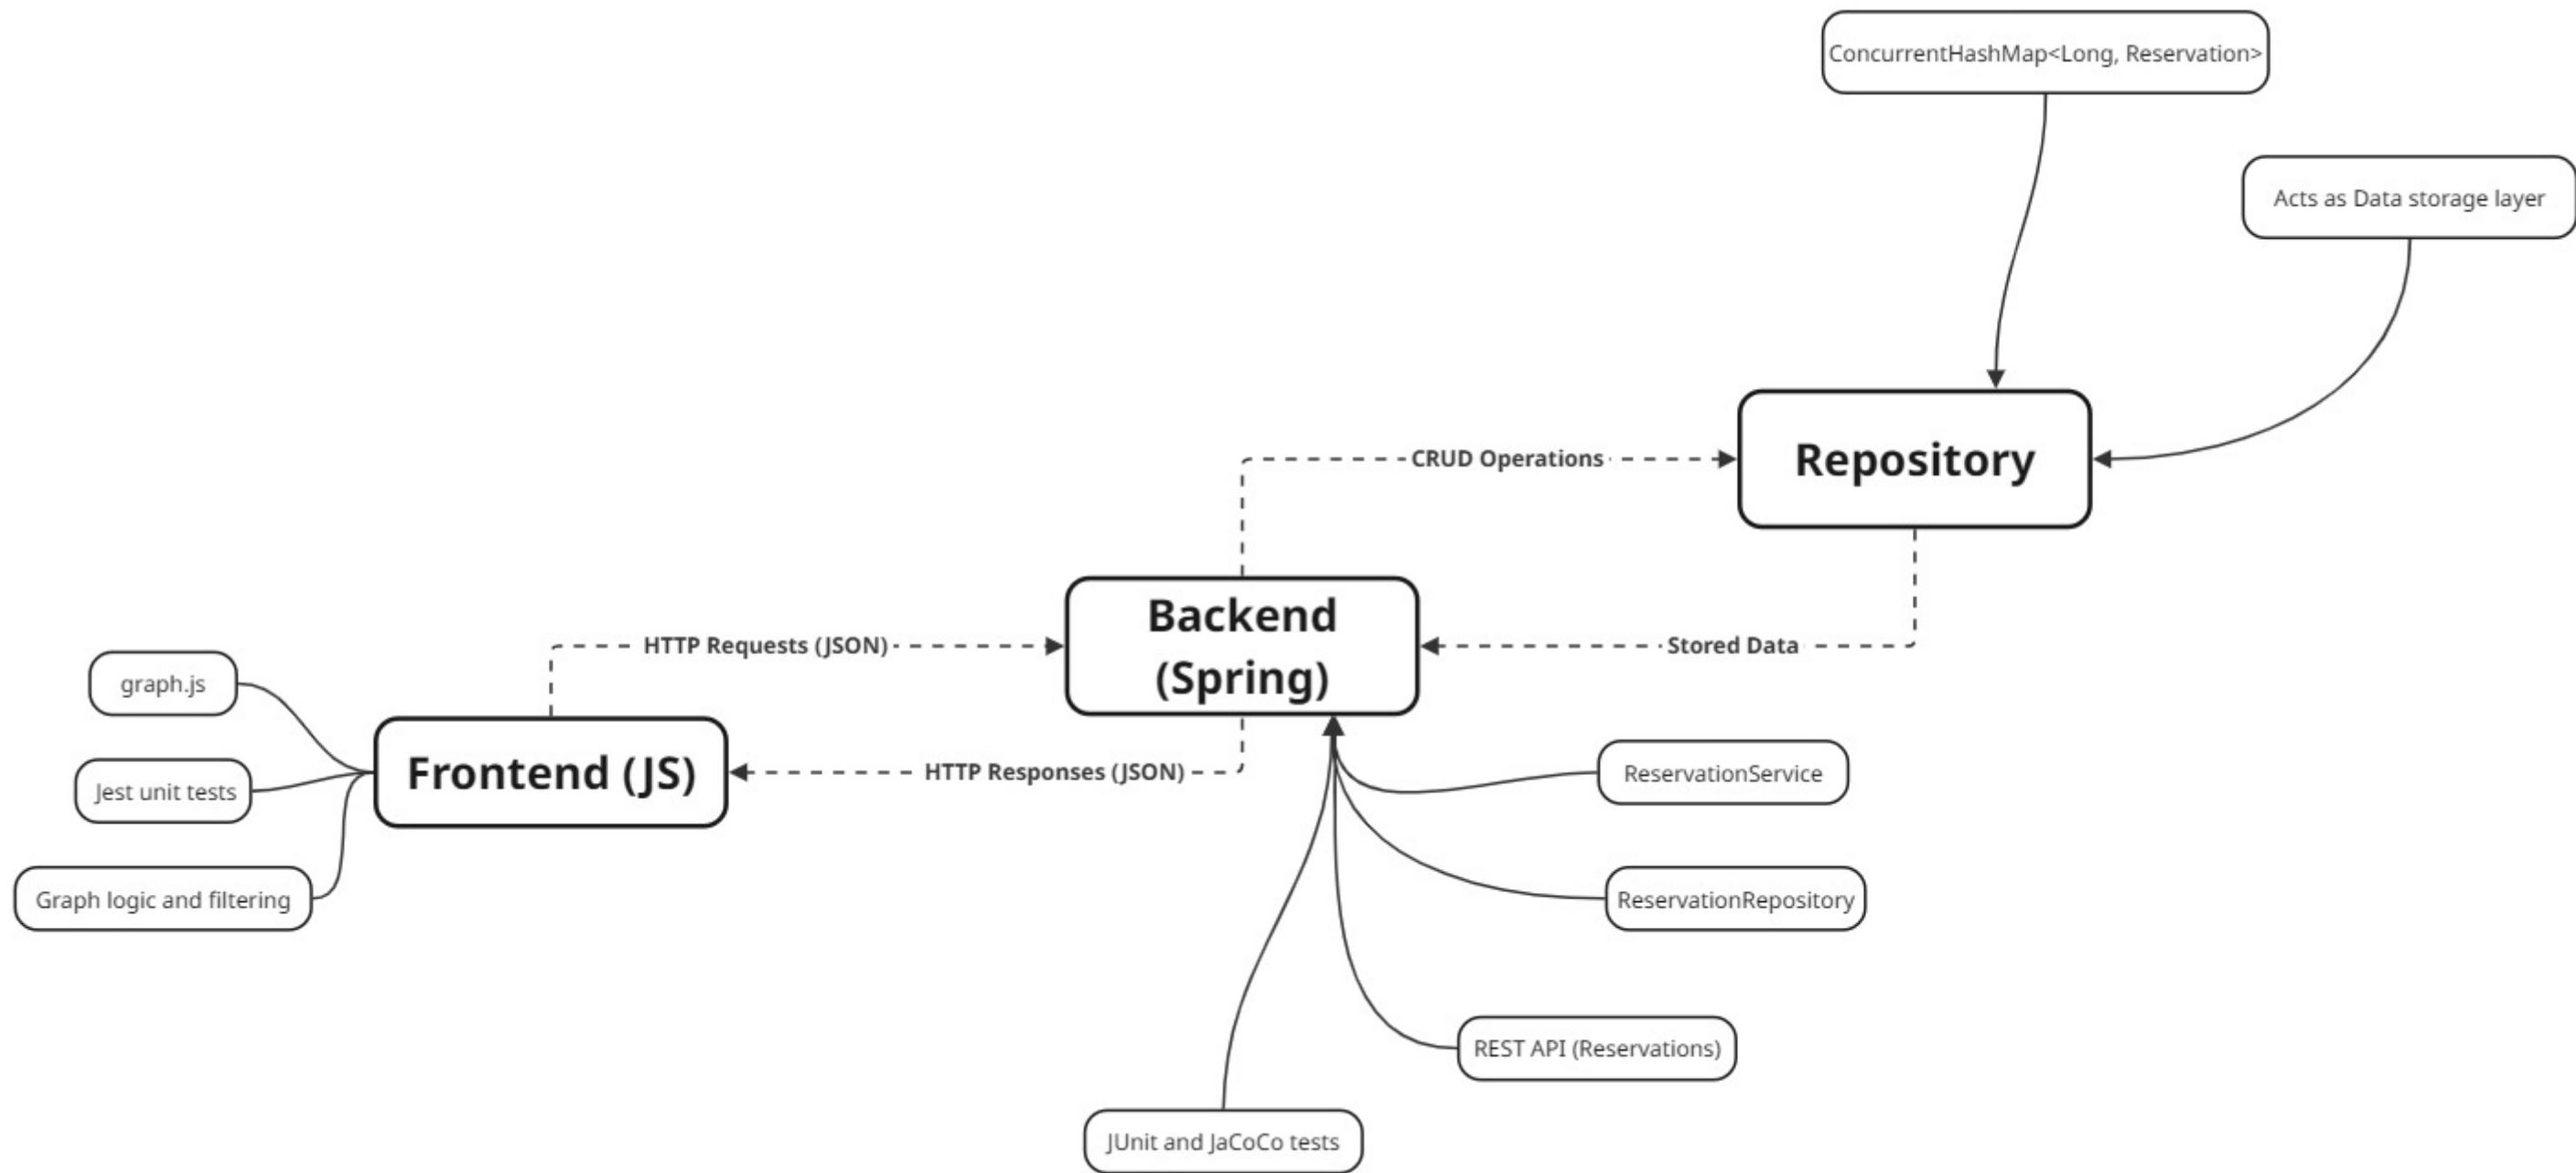 ConcurrentHashMap<Long, Reservation>
Acts as Data storage layer
CRUD Operations
Repository
Backend
(Spring)
HTTP Requests (JSON)
Stored Data
graph.js
Jest unit tests
Graph logic and filtering
Frontend (JS)
HTTP Responses (JSON)
ReservationService
ReservationRepository
REST API (Reservations)
JUnit and JaCoCo tests